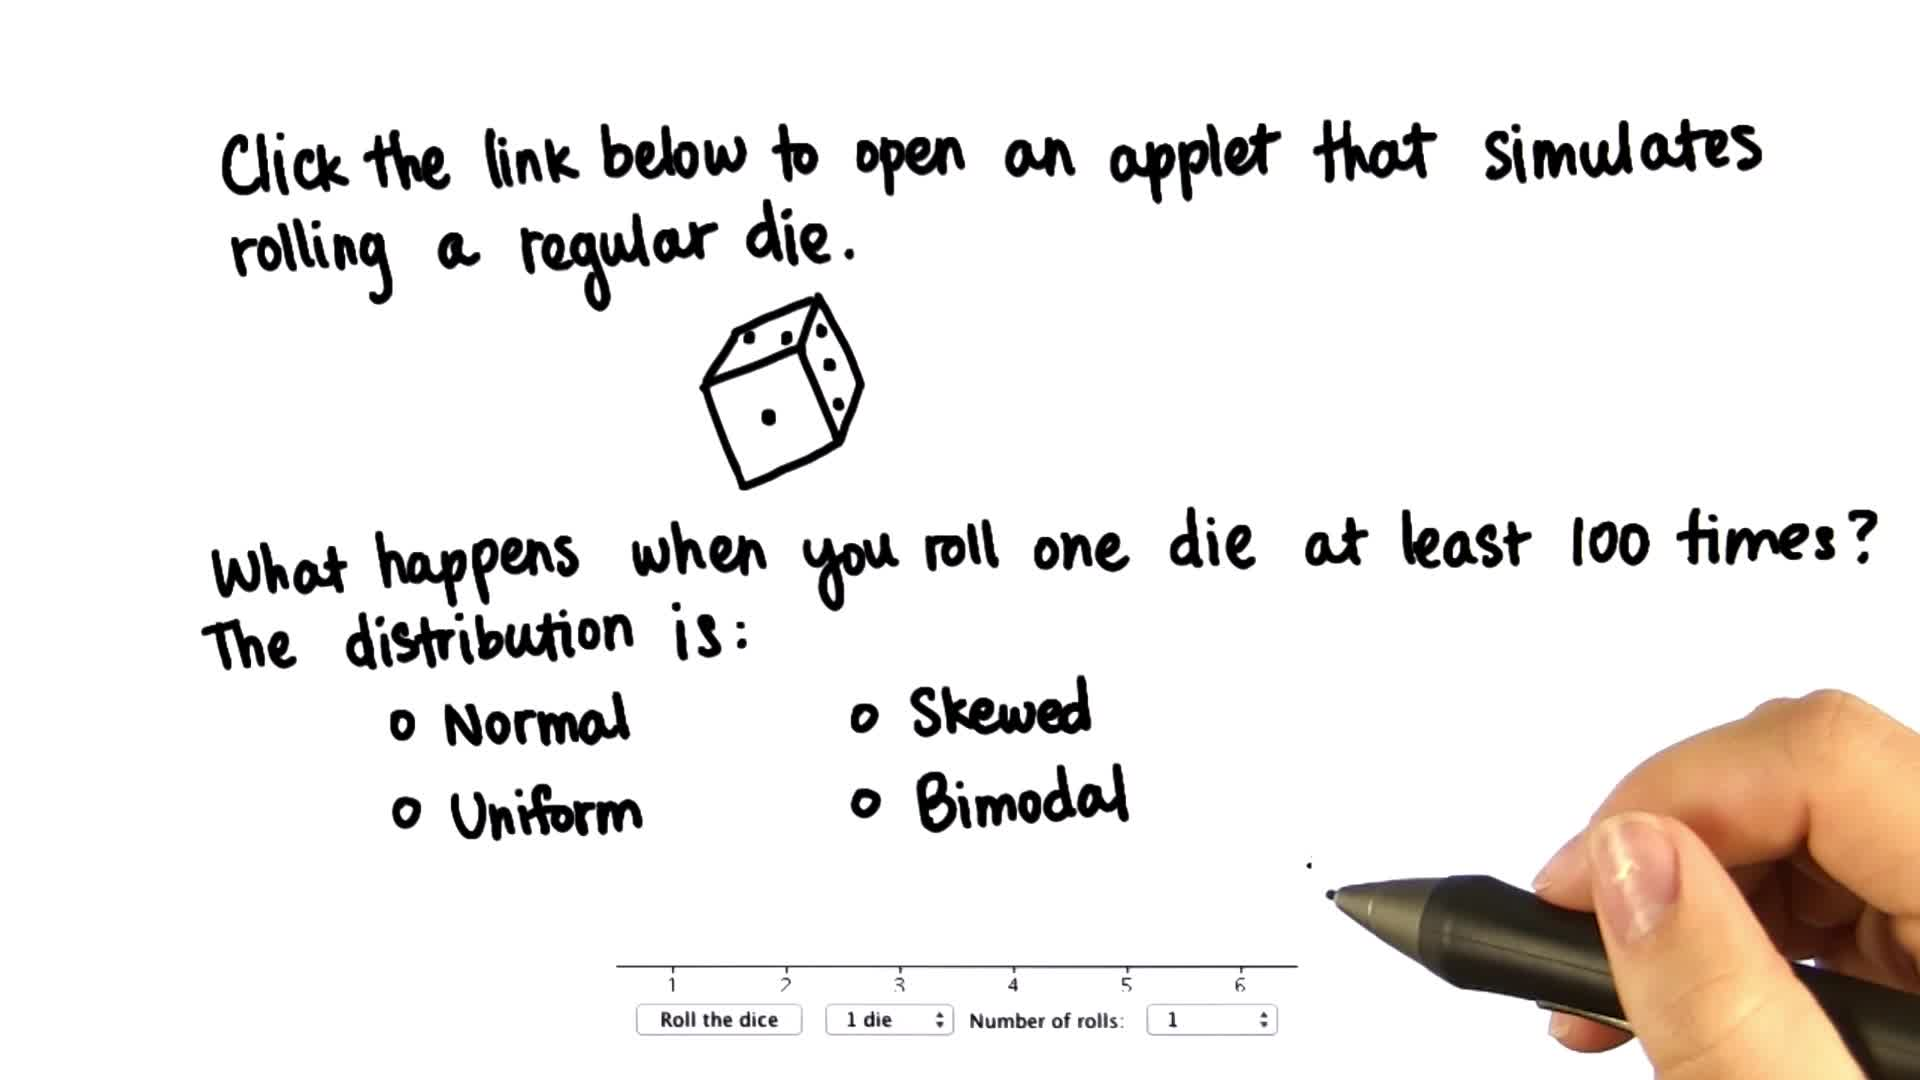 Click the link below to open an applet that simulates
rolling a regular die.
What happens when you roll one die at least 100 times?
The distribution is:
Normal
Skewed
Uniform
Bimodal
1 2 3 4 5 6
Roll the dice 1 die Number of rolls: 1